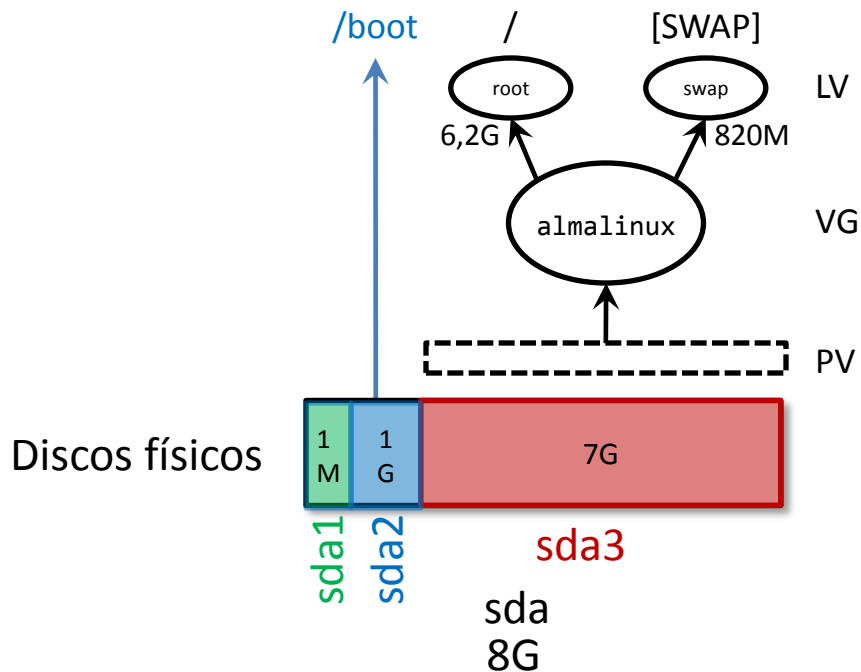 /boot / [SWAP]
root swap LV
6,2G 820M
almalinux VG
PV
Discos físicos
1
M
1
G
7G
sda1
sda2
sda3
sda
8G